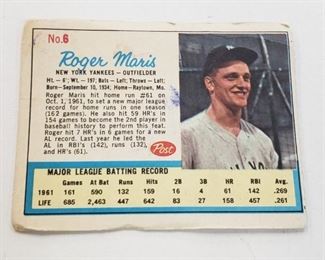 No.6
Roger Maris
NEW YORK YANKEES – OUTFIELDER
Ht. - 6'; Wt. - 197; Bats - Left; Throws - Left;
Born—September 10, 1934; Home—Raytown, Mo.
Roger Maris hit home run #61 on
Oct. 1, 1961, to set a new major league
record for home runs in one season
(162 games). He also hit 59 HR's in
154 games to become the 2nd player in
baseball history to perform this feat.
Roger hit 7 HR's in 6 games for a new
AL record. Last year he led the
AL in RBI's (142), runs (132), and
HR's (61).
Post
MAJOR LEAGUE BATTING RECORD
Games At Bat Runs Hits 2B 3B HR RBI Avg.
1961 161 590 132 159 16 4 61 142 .269
LIFE 685 2,463 447 642 83 27 158 457 .261